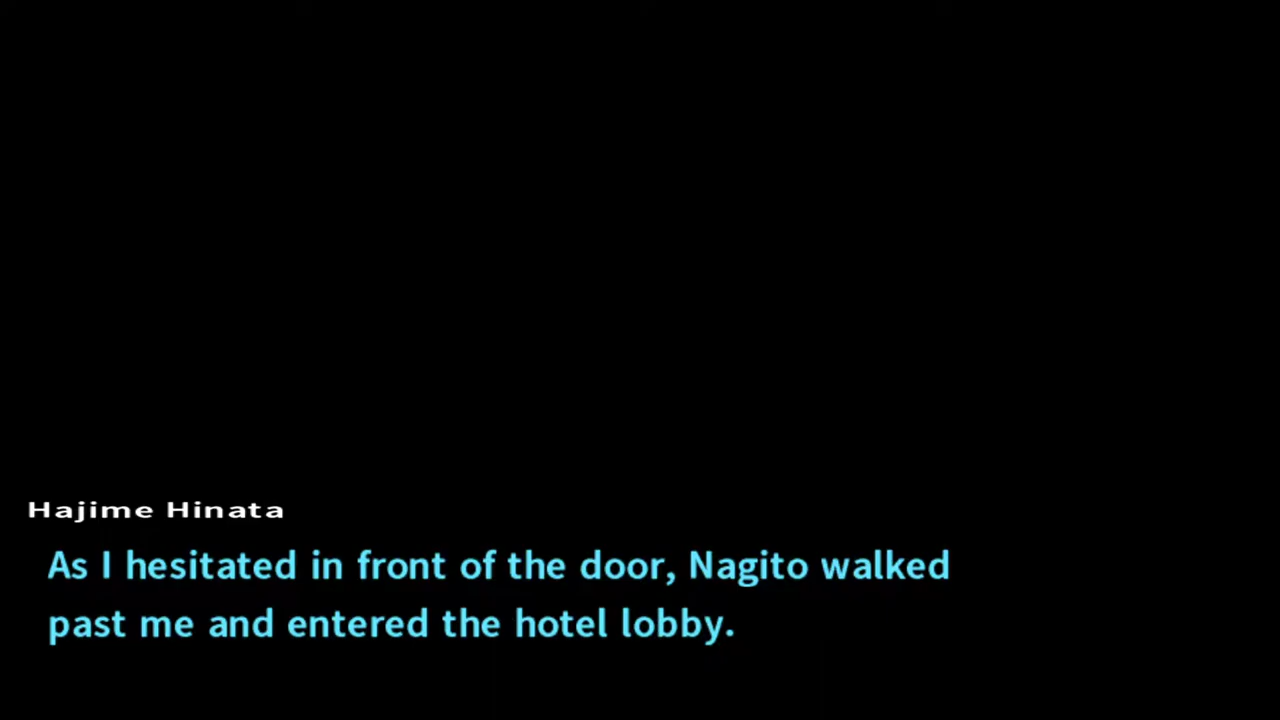 Hajime Hinata
As I hesitated in front of the door, Nagito walked
past me and entered the hotel lobby.